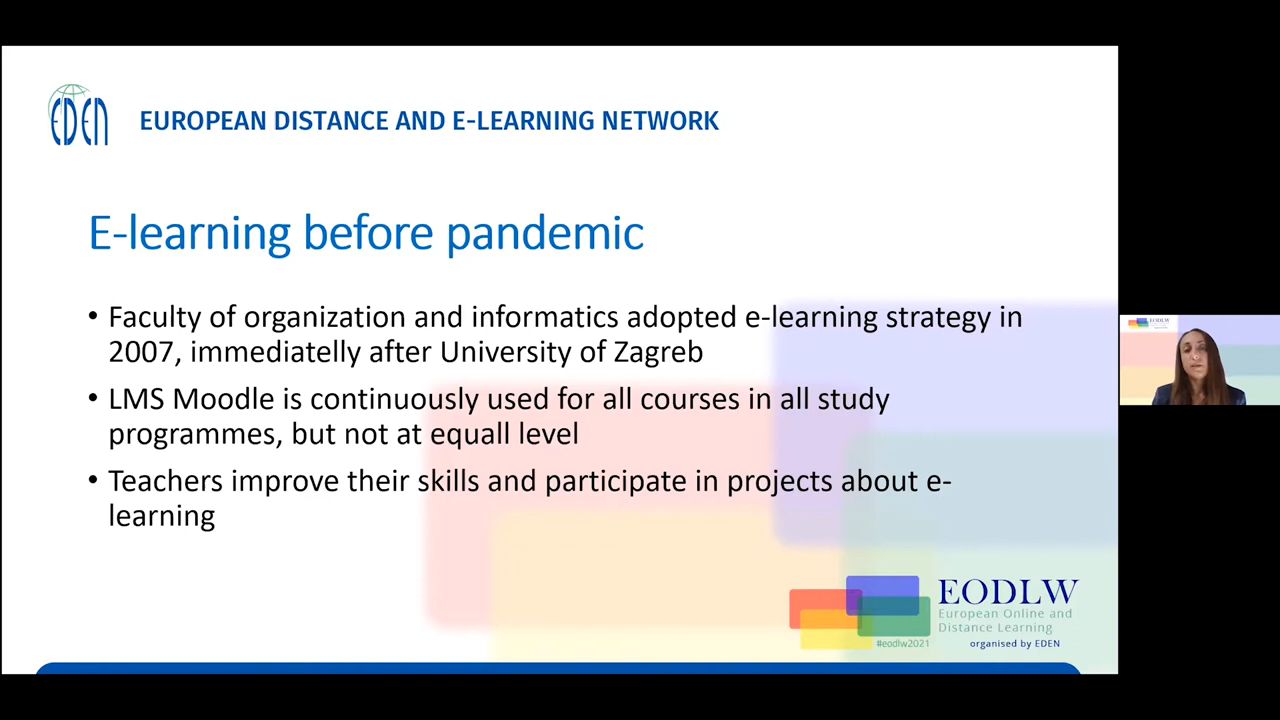 EDEN
EUROPEAN DISTANCE AND E-LEARNING NETWORK
E-learning before pandemic
• Faculty of organization and informatics adopted e-learning strategy in
2007, immediatelly after University of Zagreb
• LMS Moodle is continuously used for all courses in all study
programmes, but not at equall level
• Teachers improve their skills and participate in projects about e-
learning
EODLW
European Online and
Distance Learning
#eodlw2021
organised by EDEN
EODLW